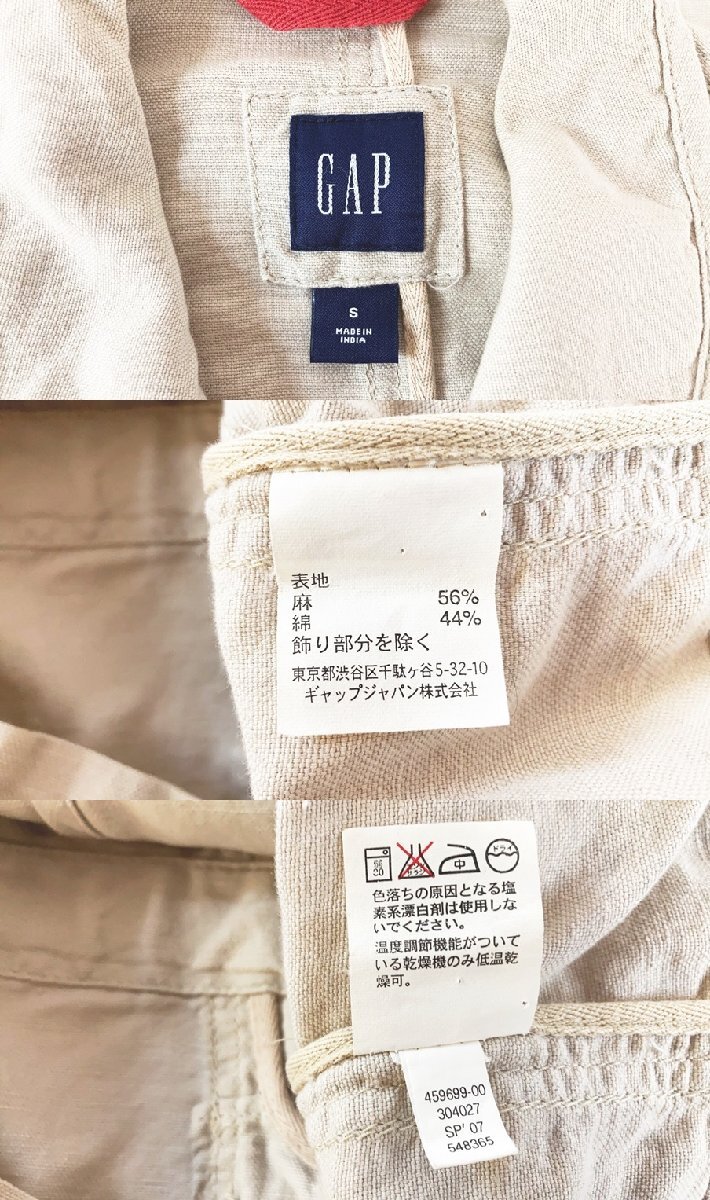 GAP
S
MADE IN
INDIA
表地
麻 56%
綿 44%
飾り部分を除く
東京都渋谷区千駄ヶ谷5-32-10
ギャップジャパン株式会社
中
ドライ
色落ちの原因となる塩
素系漂白剤は使用しな
いでください。
温度調節機能がついて
いる乾燥機のみ低温乾
燥可。
459699-00
304027
SP' 07
548365